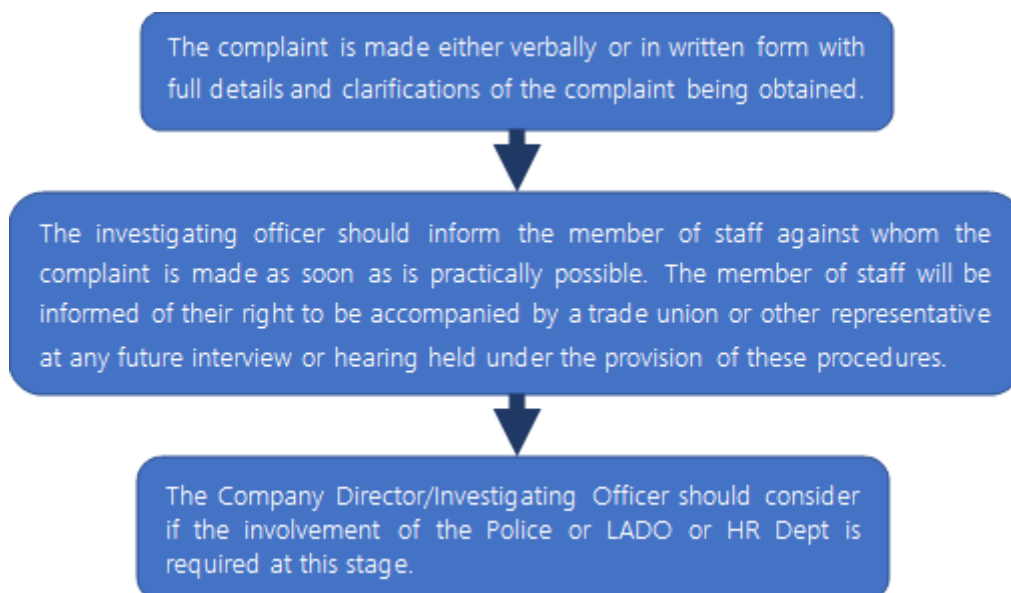 The complaint is made either verbally or in written form with
full details and clarifications of the complaint being obtained.
The investigating officer should inform the member of staff against whom the
complaint is made as soon as is practically possible. The member of staff will be
informed of their right to be accompanied by a trade union or other representative
at any future interview or hearing held under the provision of these procedures.
The Company Director/Investigating Officer should consider
if the involvement of the Police or LADO or HR Dept is
required at this stage.